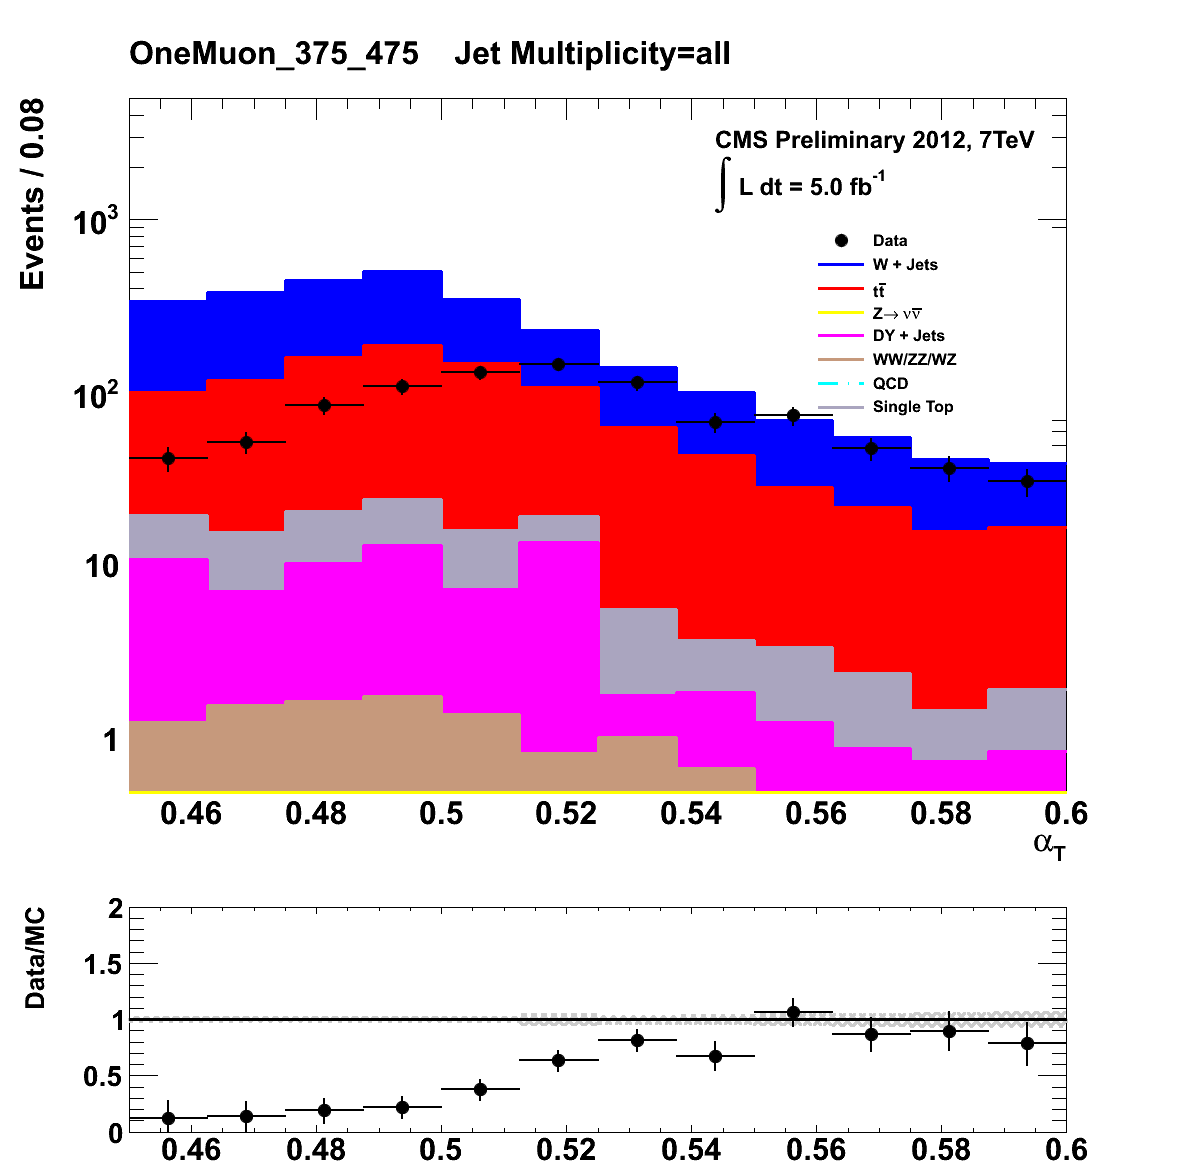 OneMuon_375_475 Jet Multiplicity=all
Events / 0.08
CMS Preliminary 2012, 7TeV
∫ L dt = 5.0 fb⁻¹
10³
10²
10
1
Data
W + Jets
tt̅
Z→ νν̅
DY + Jets
WW/ZZ/WZ
QCD
Single Top
0.46 0.48 0.5 0.52 0.54 0.56 0.58 0.6
α_T
Data/MC
2
1.5
1
0.5
0
0.46 0.48 0.5 0.52 0.54 0.56 0.58 0.6